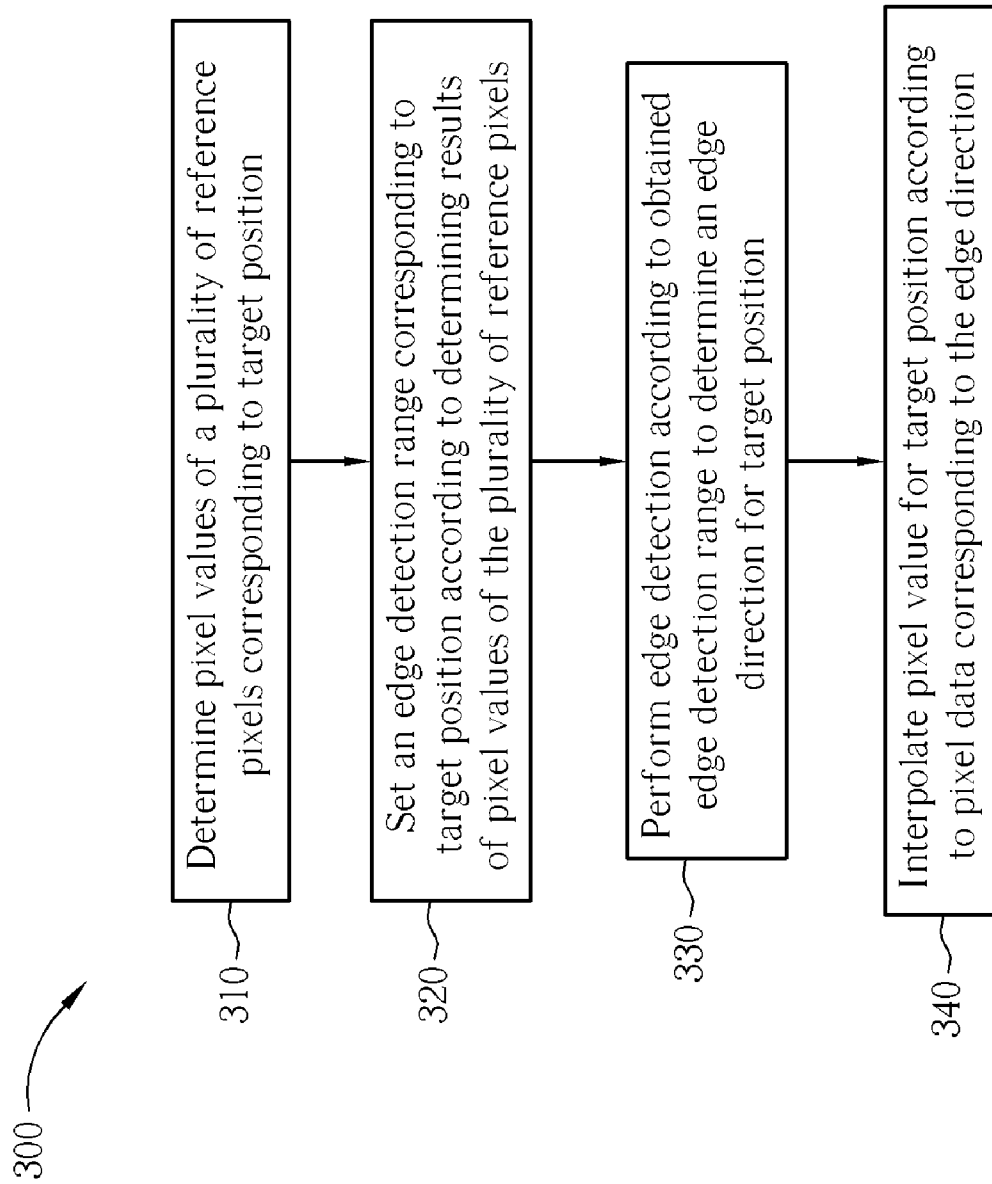 300
310
Determine pixel values of a plurality of reference
pixels corresponding to target position
320
Set an edge detection range corresponding to
target position according to determining results
of pixel values of the plurality of reference pixels
330
Perform edge detection according to obtained
edge detection range to determine an edge
direction for target position
340
Interpolate pixel value for target position according
to pixel data corresponding to the edge direction